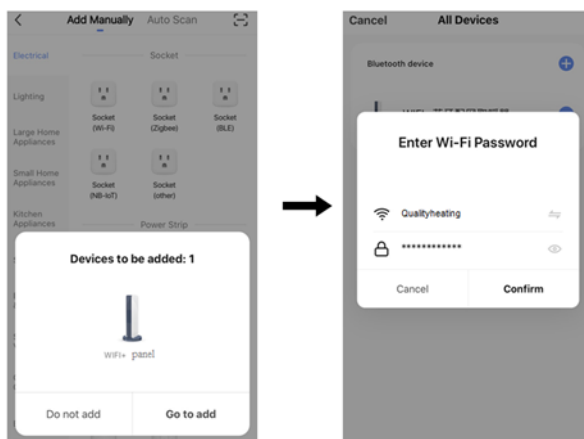 Add Manually Auto Scan
Electrical
Socket
Lighting
Socket
(Wi-Fi)
Socket
(Zigbee)
Socket
(BLE)
Large Home
Appliances
Small Home
Appliances
Socket
(NB-IoT)
Socket
(other)
Kitchen
Appliances
Power Strip
Devices to be added: 1
WIFI+ panel
Do not add
Go to add
Cancel
All Devices
Bluetooth device
Enter Wi-Fi Password
Qualityheating
************
Cancel
Confirm